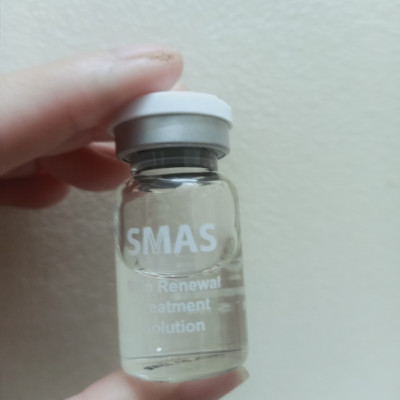 SMAS
Renewal
eatment
olution